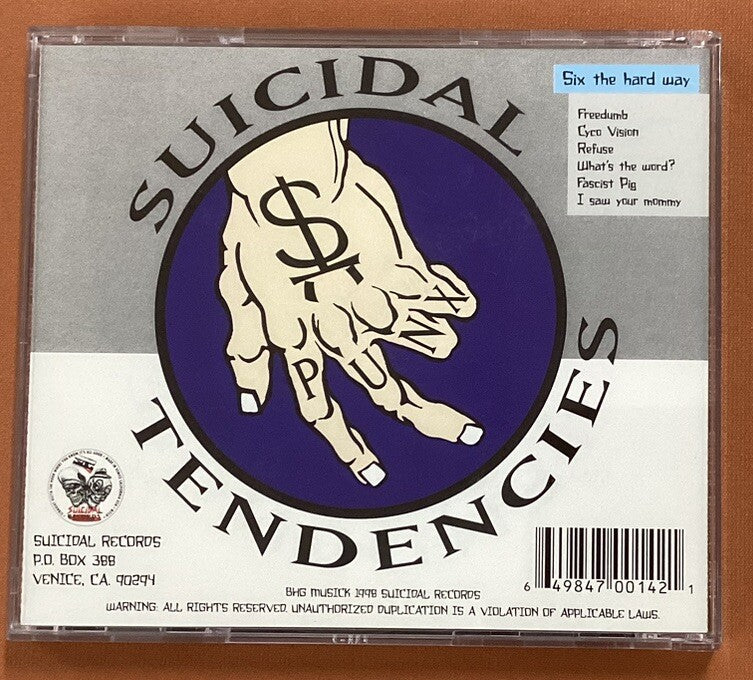 SUICIDAL
TENDENCIES
Six the hard way
Freedumb
Cyco Vision
Refuse
What's the word?
Fascist Pig
I saw your mommy
$T
P U N X
SUICIDAL
SUICIDAL RECORDS
P.O. BOX 388
VENICE, CA. 90294
BHG MUSICK 1998 SUICIDAL RECORDS
WARNING: ALL RIGHTS RESERVED. UNAUTHORIZED DUPLICATION IS A VIOLATION OF APPLICABLE LAWS.
6 49847 00142 1